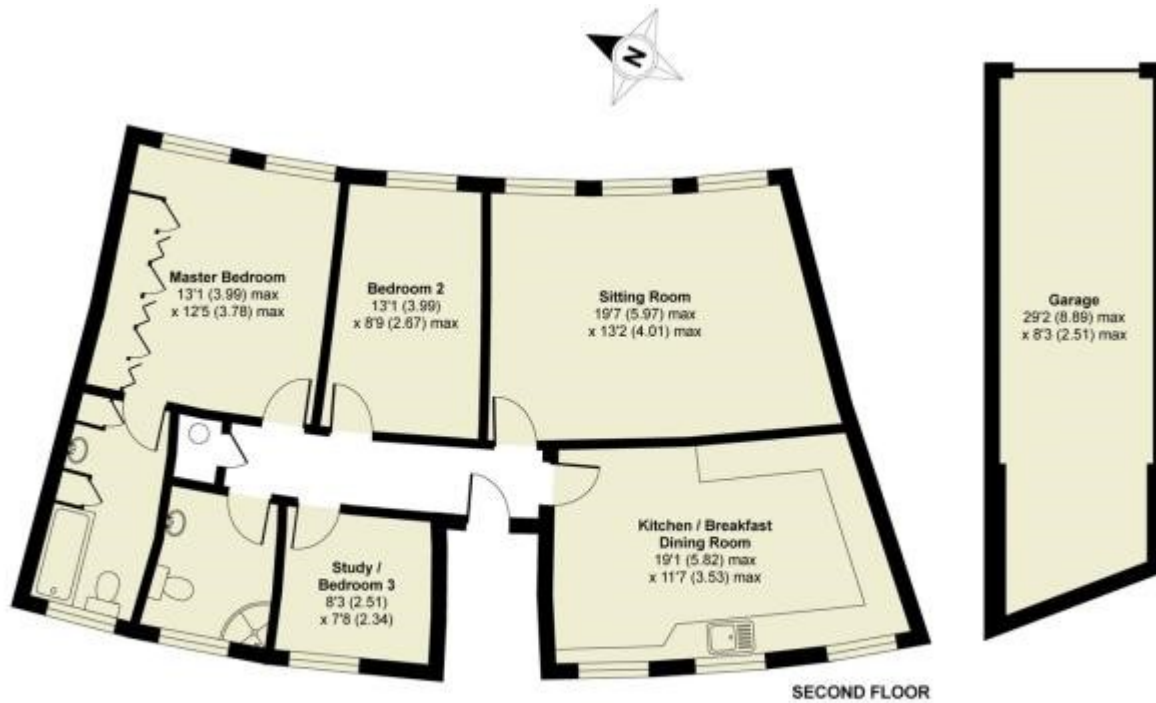 N
Master Bedroom
13'1 (3.99) max
x 12'5 (3.78) max
Bedroom 2
13'1 (3.99)
x 8'9 (2.67) max
Sitting Room
19'7 (5.97) max
x 13'2 (4.01) max
Garage
29'2 (8.89) max
x 8'3 (2.51) max
Study /
Bedroom 3
8'3 (2.51)
x 7'8 (2.34)
Kitchen / Breakfast
Dining Room
19'1 (5.82) max
x 11'7 (3.53) max
SECOND FLOOR